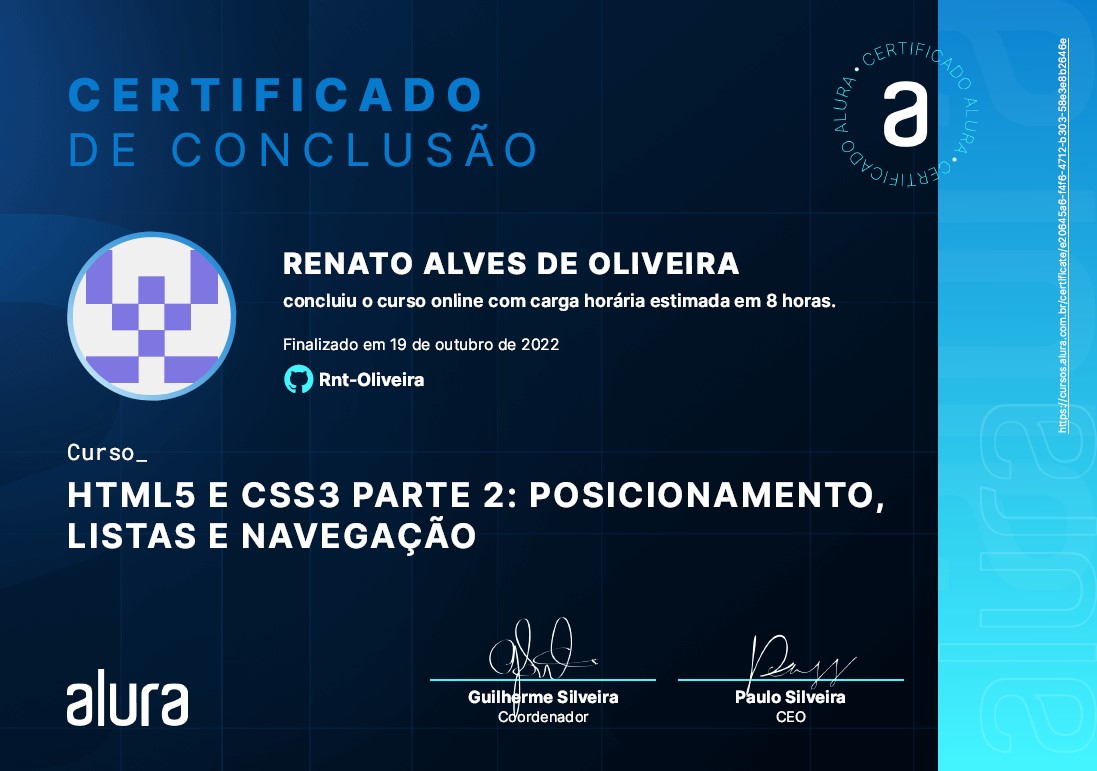 CERTIFICADO
DE CONCLUSÃO
CERTIFICADO ALURA • CERTIFICADO ALURA •
a
RENATO ALVES DE OLIVEIRA
concluiu o curso online com carga horária estimada em 8 horas.
Finalizado em 19 de outubro de 2022
Rnt-Oliveira
Curso_
HTML5 E CSS3 PARTE 2: POSICIONAMENTO,
LISTAS E NAVEGAÇÃO
alura
Guilherme Silveira
Coordenador
Paulo Silveira
CEO
https://cursos.alura.com.br/certificate/e20645a6-f4f6-4712-b303-58e3e8b2646e
alura